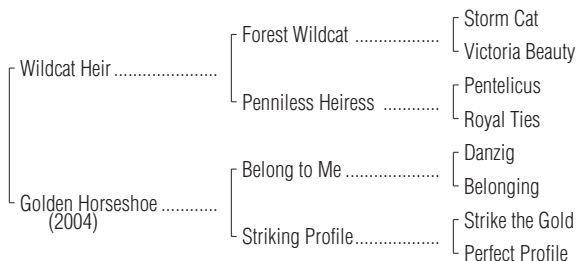 Storm Cat
Forest Wildcat ..................
Victoria Beauty
Wildcat Heir ......................
Pentelicus
Penniless Heiress ............
Royal Ties
Danzig
Belong to Me ....................
Belonging
Golden Horseshoe ............
(2004)
Strike the Gold
Striking Profile..................
Perfect Profile